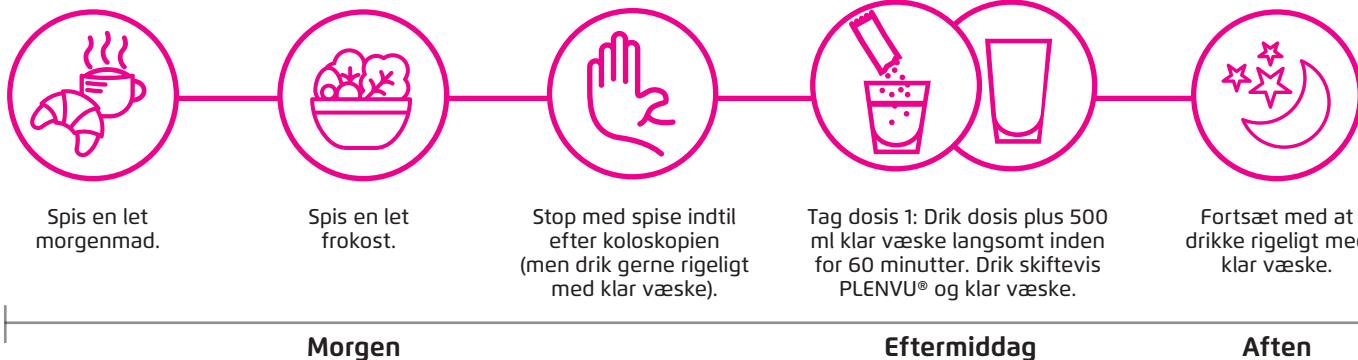 Spis en let
morgenmad.
Spis en let
frokost.
Stop med spise indtil
efter koloskopien
(men drik gerne rigeligt
med klar væske).
Tag dosis 1: Drik dosis plus 500
ml klar væske langsomt inden
for 60 minutter. Drik skiftevis
PLENVU® og klar væske.
Fortsæt med at
drikke rigeligt med
klar væske.
Morgen
Eftermiddag
Aften